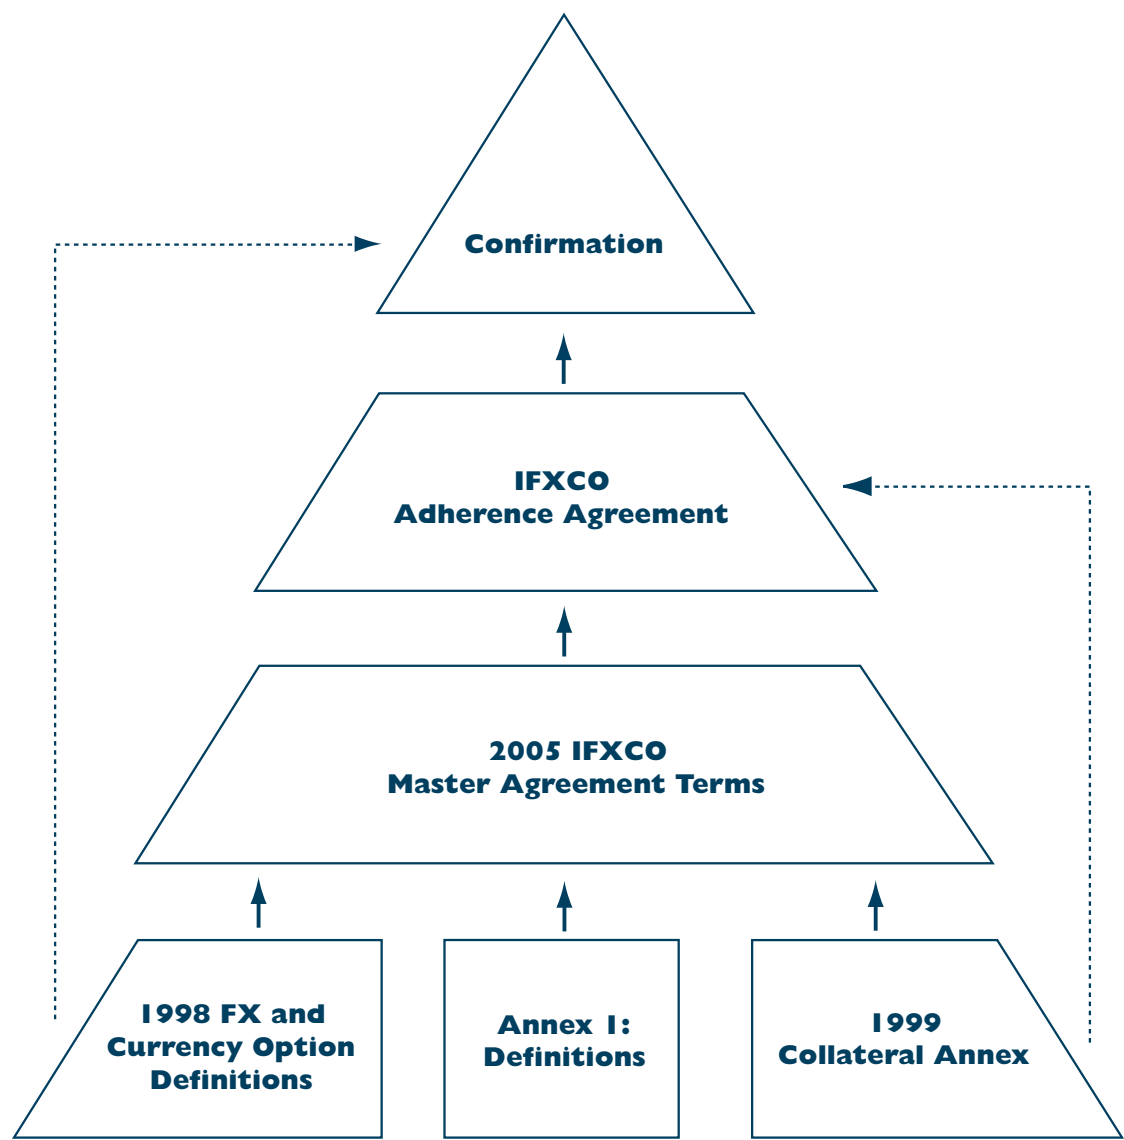 Confirmation
IFXCO
Adherence Agreement
2005 IFXCO
Master Agreement Terms
1998 FX and
Currency Option
Definitions
Annex 1:
Definitions
1999
Collateral Annex